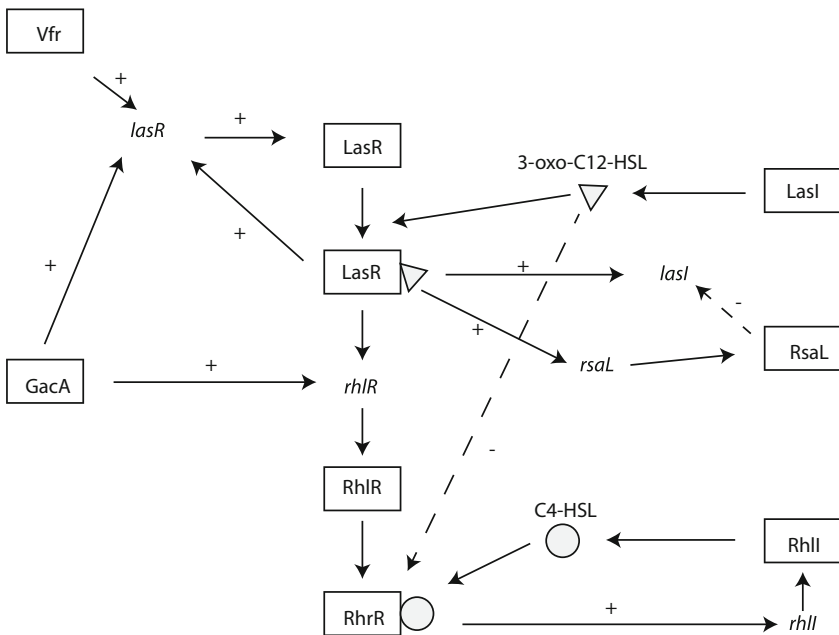 Vfr
+
lasR
+
LasR
3-oxo-C12-HSL
LasI
+
+
LasR
+
lasI
-
+
rsaL
RsaL
GacA
+
rhlR
-
RhlR
C4-HSL
RhlI
RhrR
+
rhlI